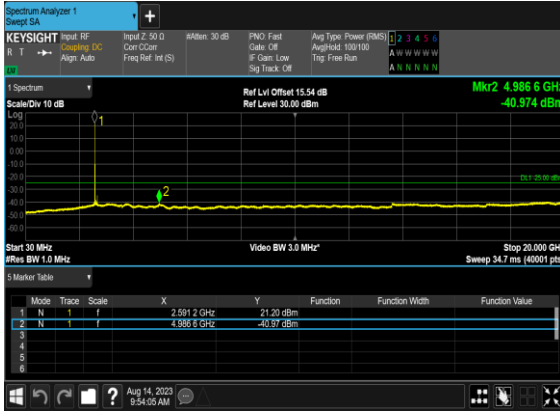 Spectrum Analyzer 1
Swept SA
+
KEYSIGHT
R T
Input: RF
Coupling: DC
Align: Auto
Input Z: 50 Ω
Corr CCorr
Freq Ref: Int (S)
#Atten: 30 dB
PNO: Fast
Gate: Off
IF Gain: Low
Sig Track: Off
Avg Type: Power (RMS)
Avg|Hold: 100/100
Trig: Free Run
1 2 3 4 5 6
A W W W W W
A N N N N N
1 Spectrum
Scale/Div 10 dB
Ref Lvl Offset 15.54 dB
Ref Level 30.00 dBm
Mkr2 4.986 6 GHz
-40.974 dBm
Log
20.0
10.0
0.00
-10.0
-20.0
-30.0
-40.0
-50.0
-60.0
1
2
DL1 -25.00 dBm
Start 30 MHz
#Res BW 1.0 MHz
Video BW 3.0 MHz*
Stop 20.000 GHz
Sweep 34.7 ms (40001 pts)
5 Marker Table
Mode Trace Scale X Y Function Function Width Function Value
1 N 1 f 2.591 2 GHz 21.20 dBm
2 N 1 f 4.986 6 GHz -40.97 dBm
3
4
5
6
?
Aug 14, 2023
9:54:05 AM